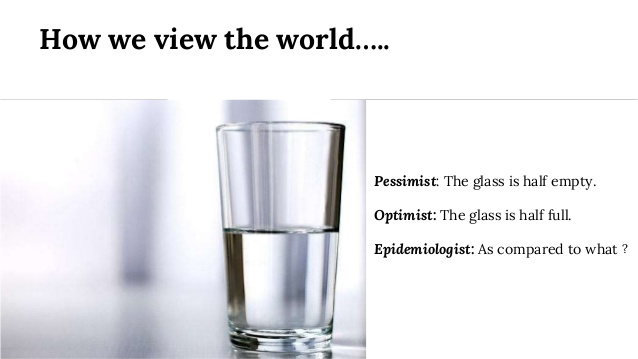 How we view the world.....
Pessimist: The glass is half empty.
Optimist: The glass is half full.
Epidemiologist: As compared to what ?